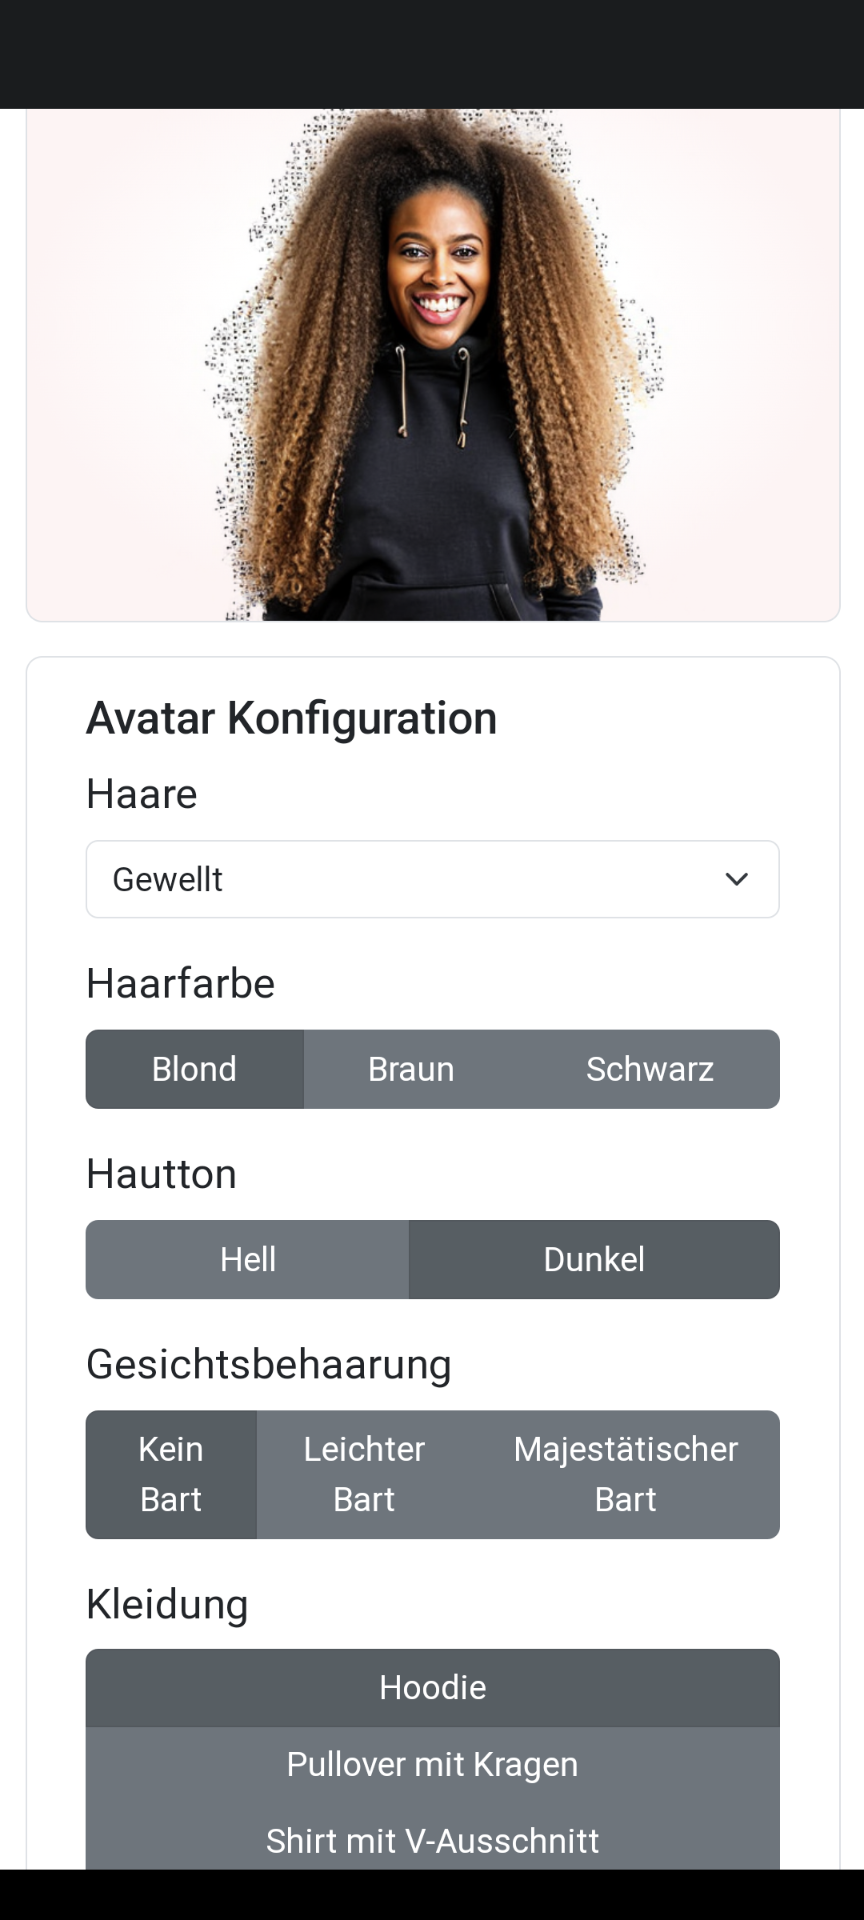 Avatar Konfiguration
Haare
Gewellt
Haarfarbe
Blond Braun Schwarz
Hautton
Hell Dunkel
Gesichtsbehaarung
Kein Leichter Majestätischer
Bart Bart Bart
Kleidung
Hoodie
Pullover mit Kragen
Shirt mit V-Ausschnitt